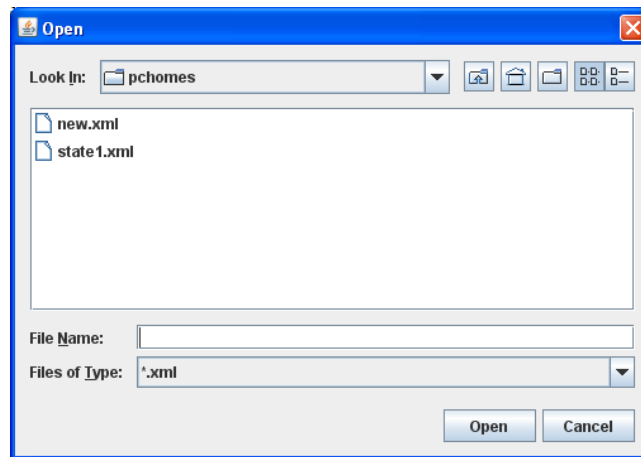 Open
Look In: pchomes
new.xml
state1.xml
File Name:
Files of Type: *.xml
Open Cancel